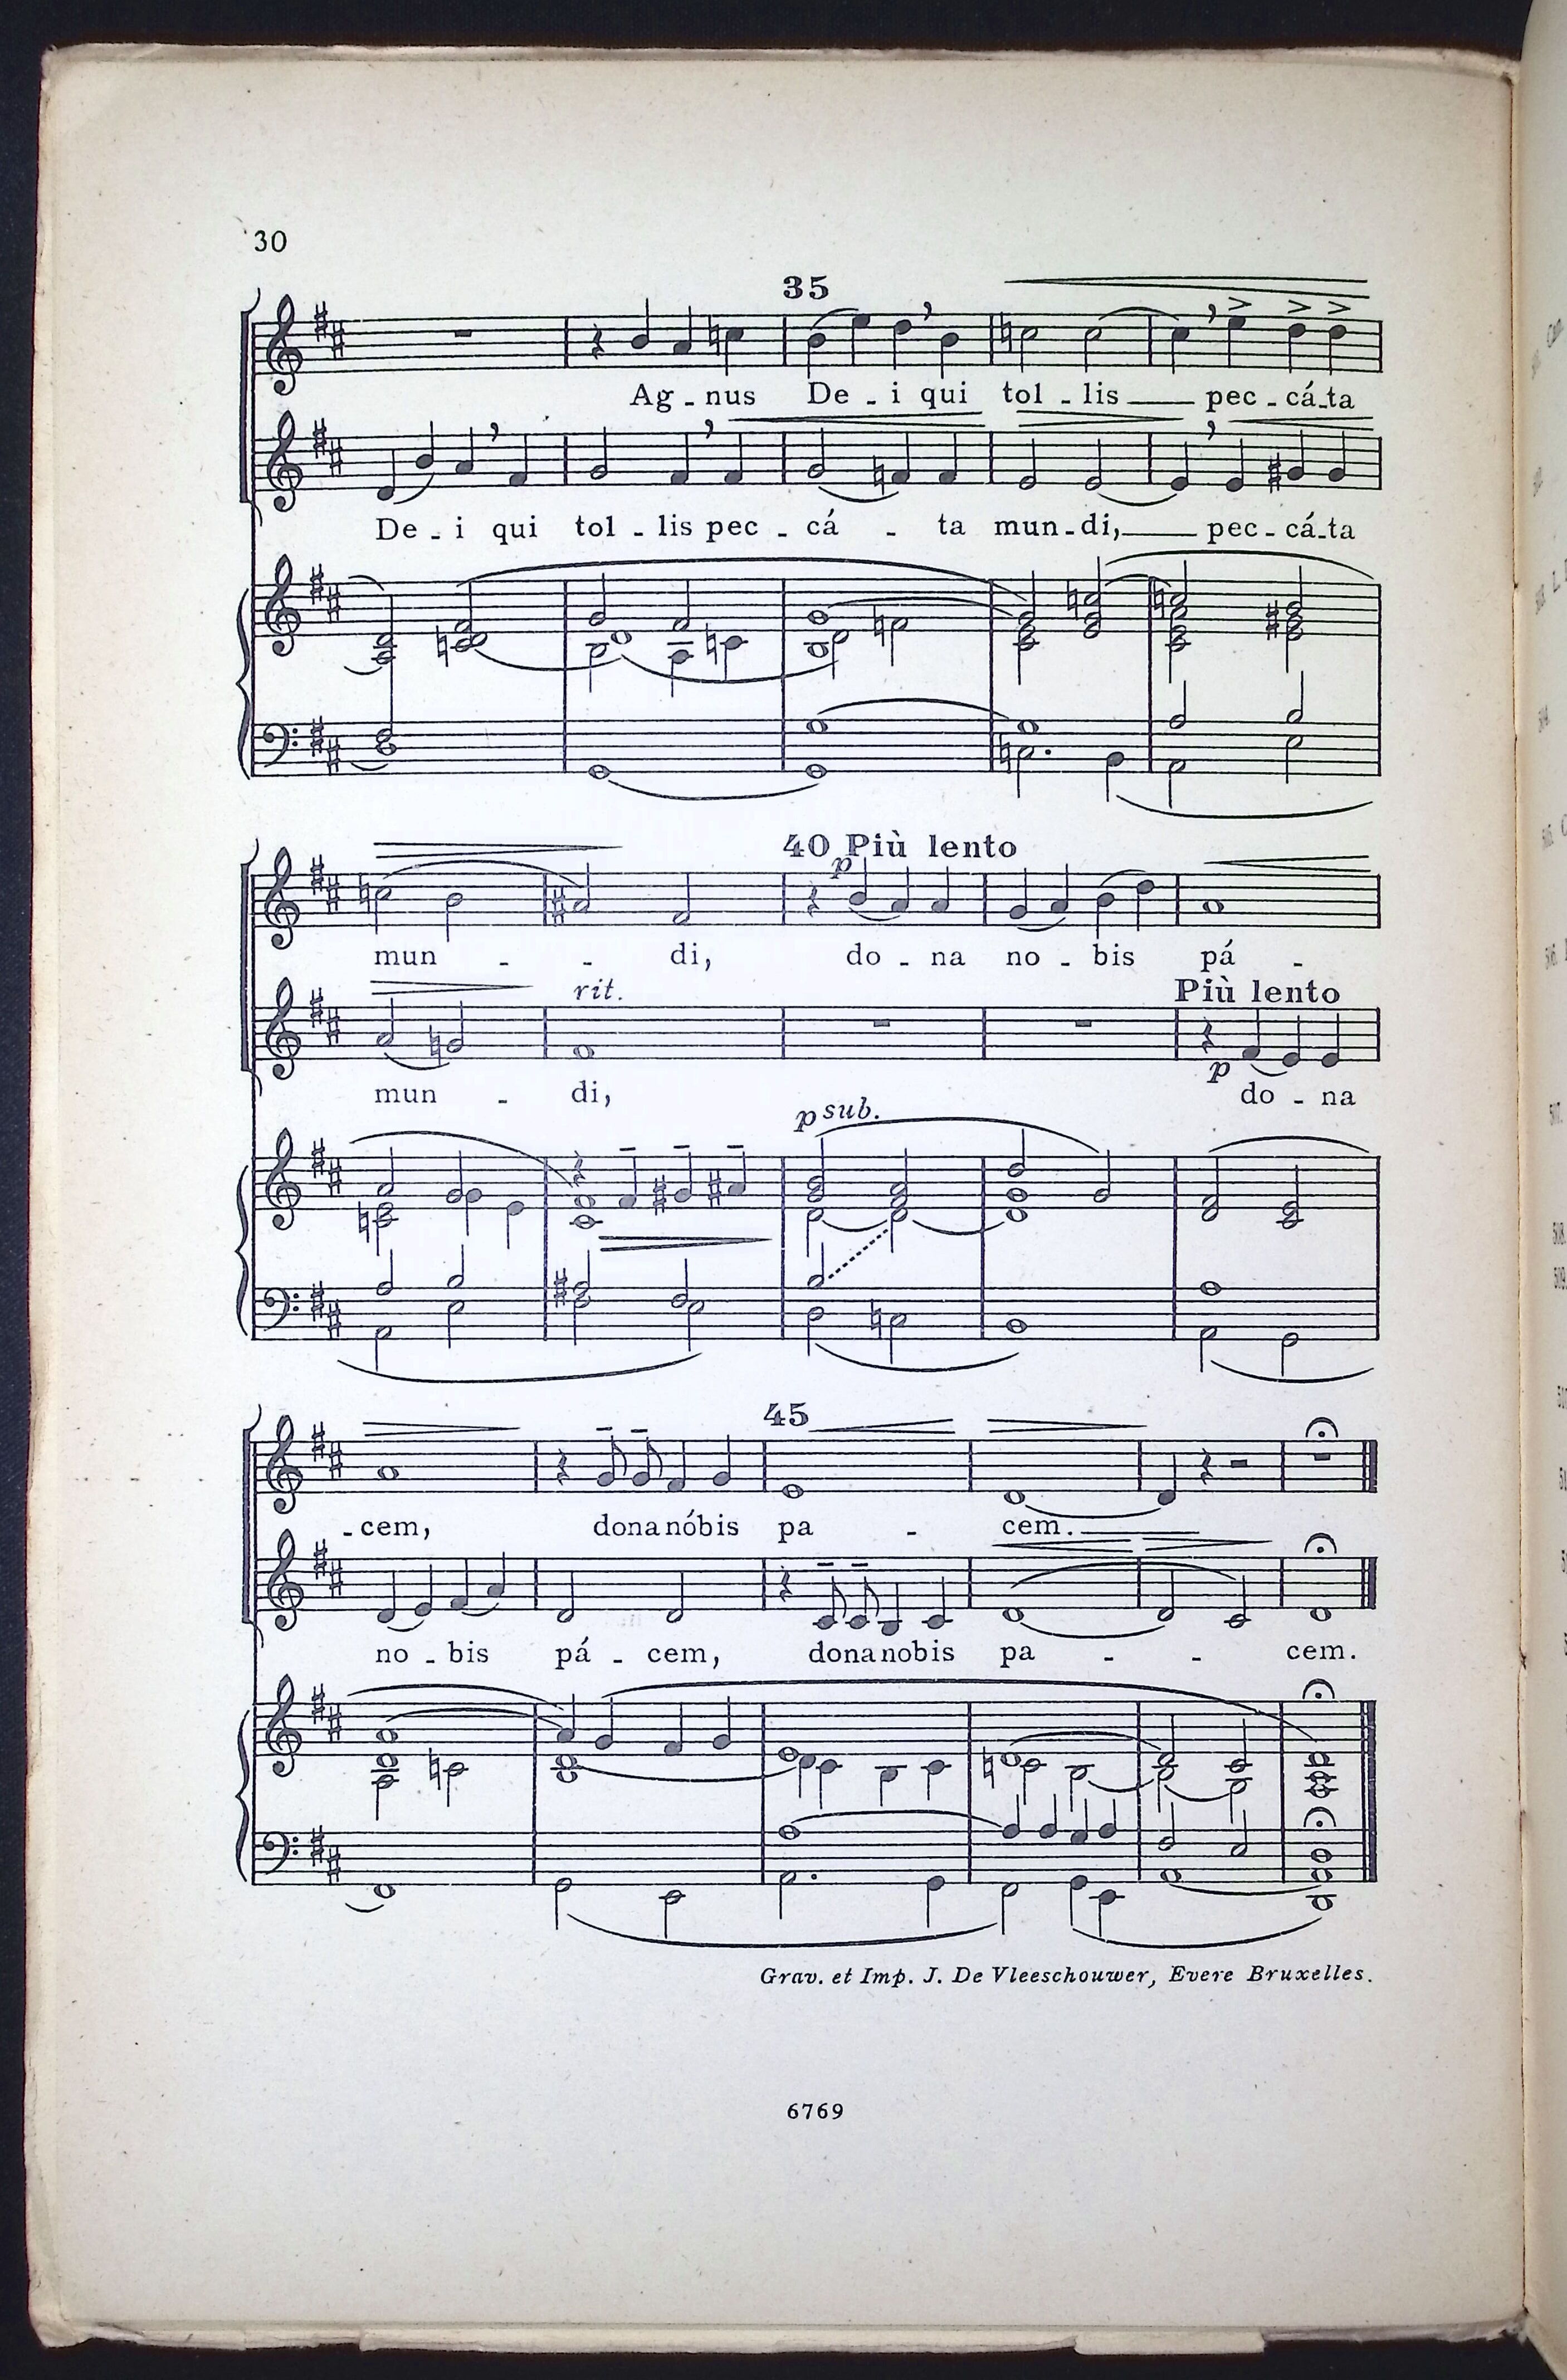 30
35
Ag - nus De - i qui tol - lis pec - cá - ta
De - i qui tol - lis pec - cá - ta mun - di, pec - cá - ta
40 Più lento
p
mun - - di, do - na no - bis pá -
rit. Più lento
p
mun - di, do - na
p sub.
45
- cem, dona nóbis pa - cem.
no - bis pá - cem, dona nobis pa - - cem.
Grav. et Imp. J. De Vleeschouwer, Evere Bruxelles.
6769